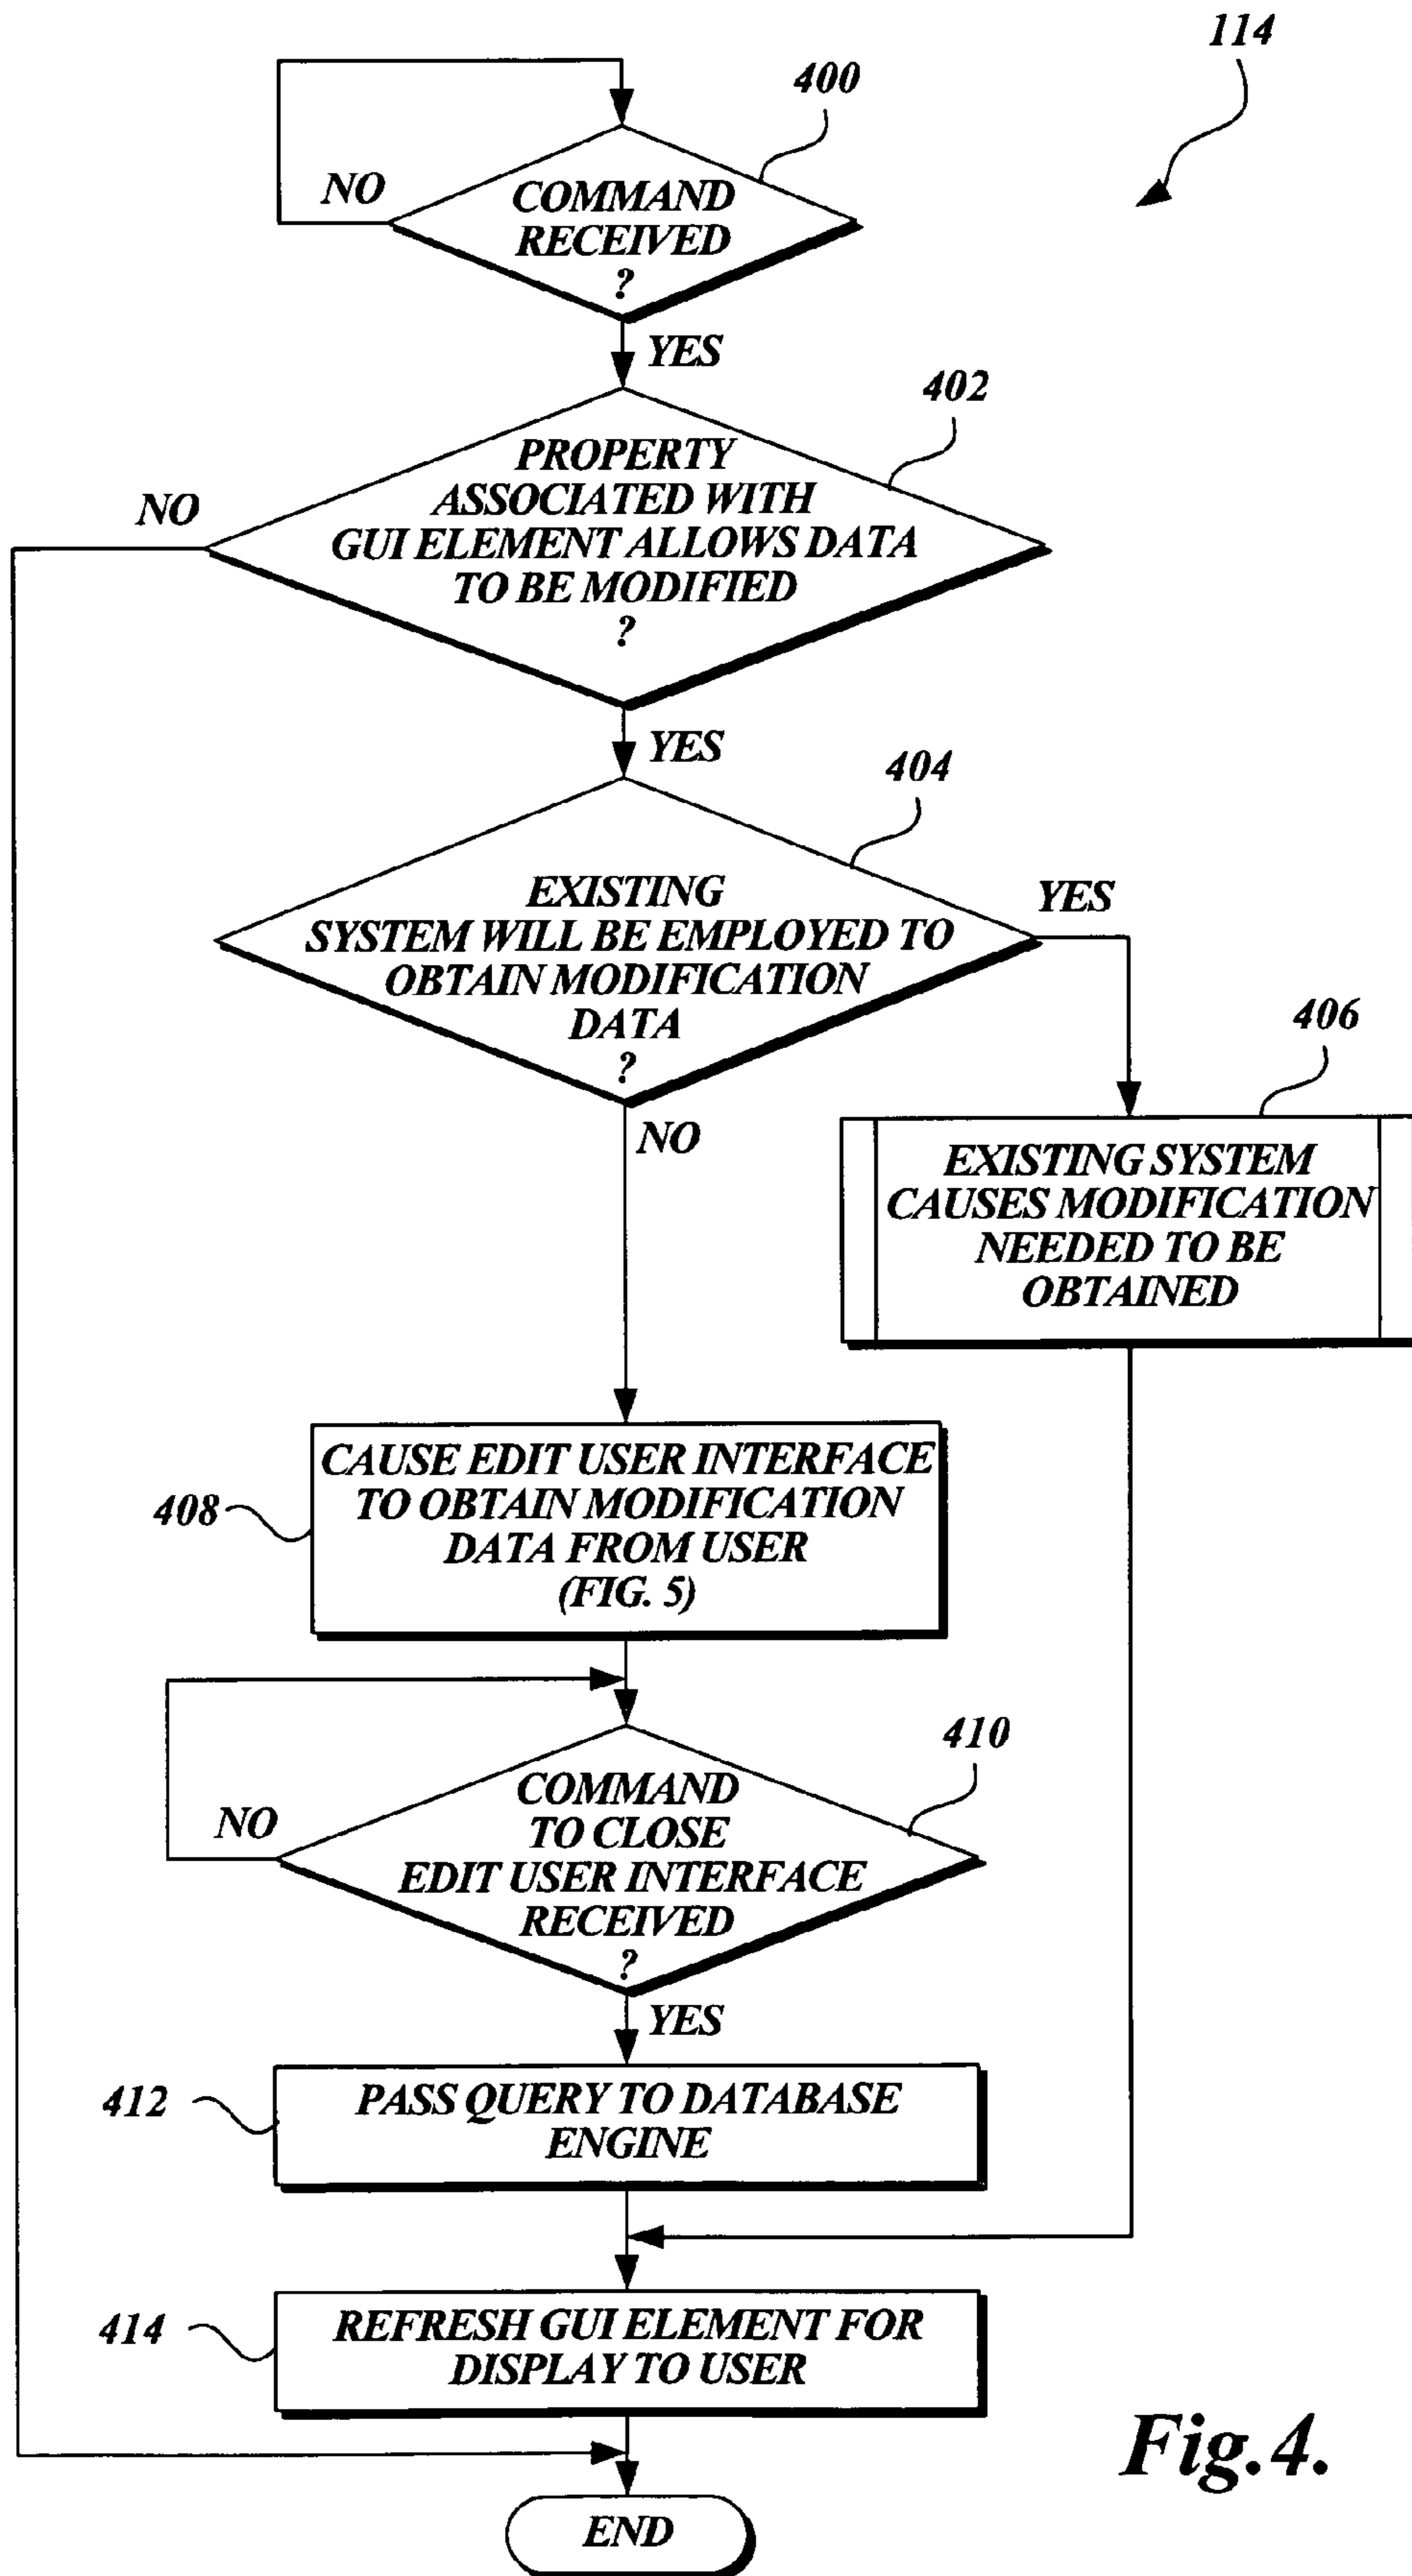 114
400
NO
COMMAND
RECEIVED
?
YES
402
NO
PROPERTY
ASSOCIATED WITH
GUI ELEMENT ALLOWS DATA
TO BE MODIFIED
?
YES
404
EXISTING
SYSTEM WILL BE EMPLOYED TO
OBTAIN MODIFICATION
DATA
?
YES
NO
406
EXISTING SYSTEM
CAUSES MODIFICATION
NEEDED TO BE
OBTAINED
408
CAUSE EDIT USER INTERFACE
TO OBTAIN MODIFICATION
DATA FROM USER
(FIG. 5)
410
NO
COMMAND
TO CLOSE
EDIT USER INTERFACE
RECEIVED
?
YES
412
PASS QUERY TO DATABASE
ENGINE
414
REFRESH GUI ELEMENT FOR
DISPLAY TO USER
END
Fig.4.